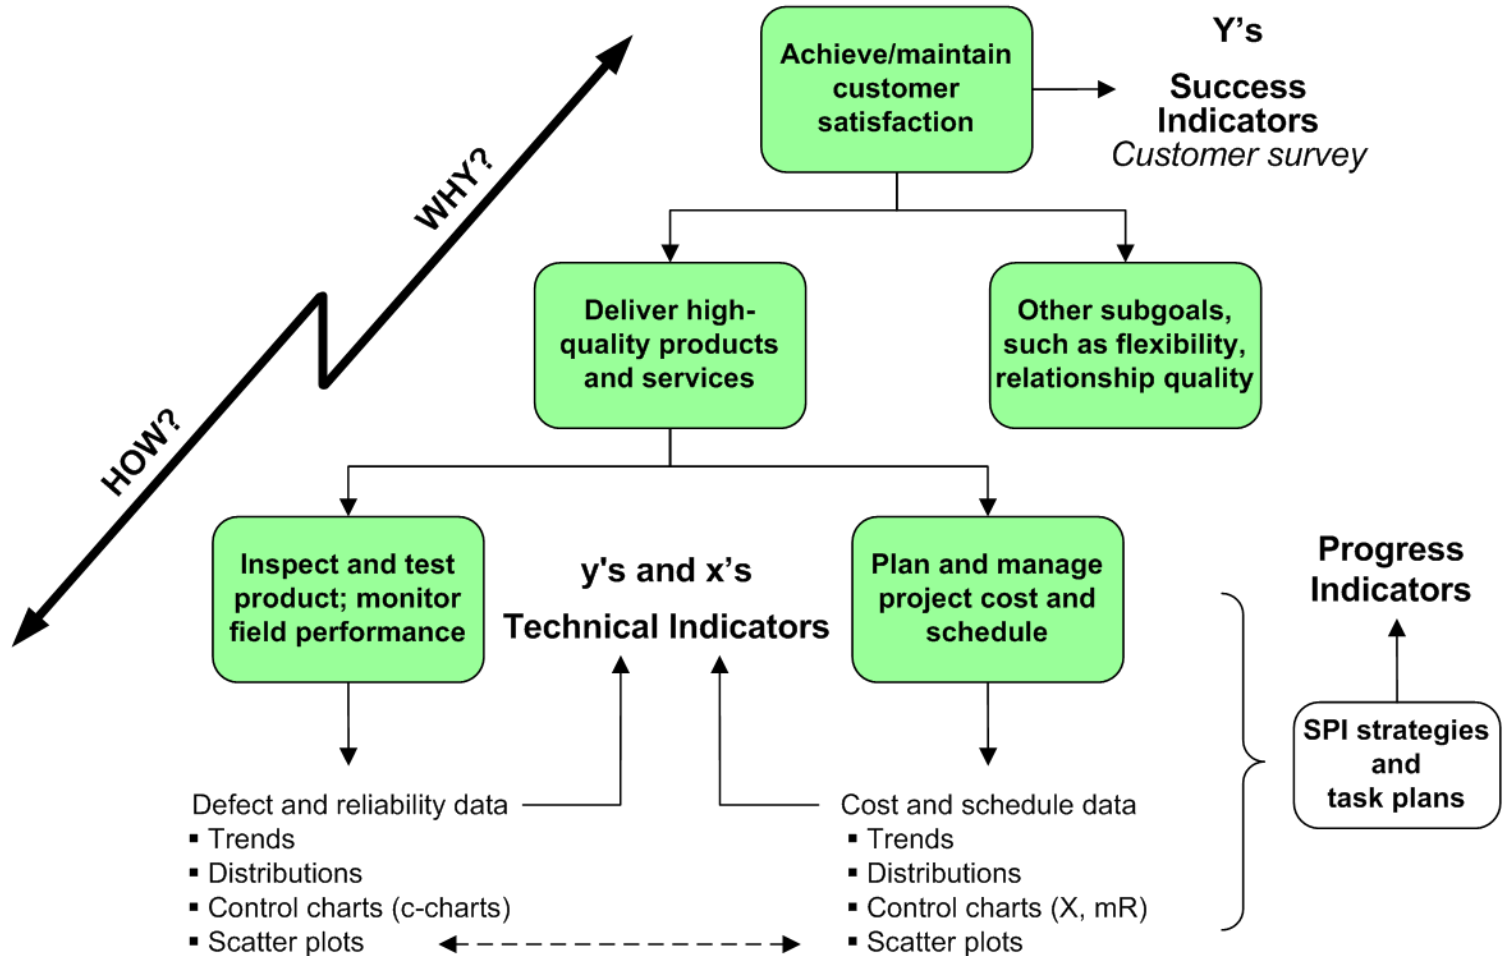 Achieve/maintain
customer
satisfaction
Y’s
Success
Indicators
Customer survey
WHY?
HOW?
Deliver high-
quality products
and services
Other subgoals,
such as flexibility,
relationship quality
Inspect and test
product; monitor
field performance
y's and x’s
Technical Indicators
Plan and manage
project cost and
schedule
Progress
Indicators
SPI strategies
and
task plans
Defect and reliability data
▪ Trends
▪ Distributions
▪ Control charts (c-charts)
▪ Scatter plots
Cost and schedule data
▪ Trends
▪ Distributions
▪ Control charts (X, mR)
▪ Scatter plots